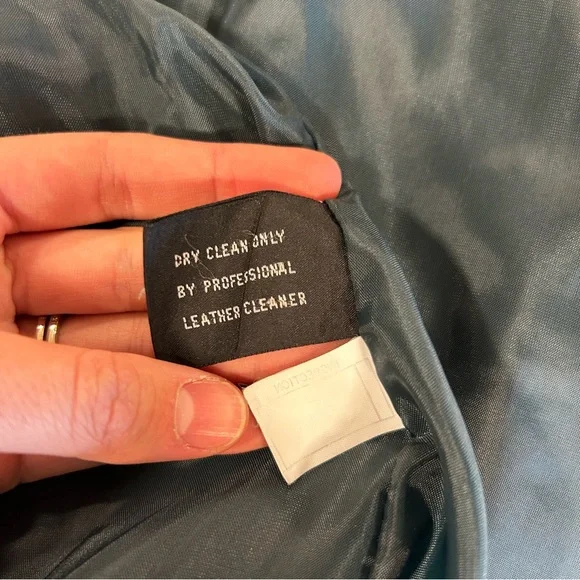 DRY CLEAN ONLY
BY PROFESSIONAL
LEATHER CLEANER